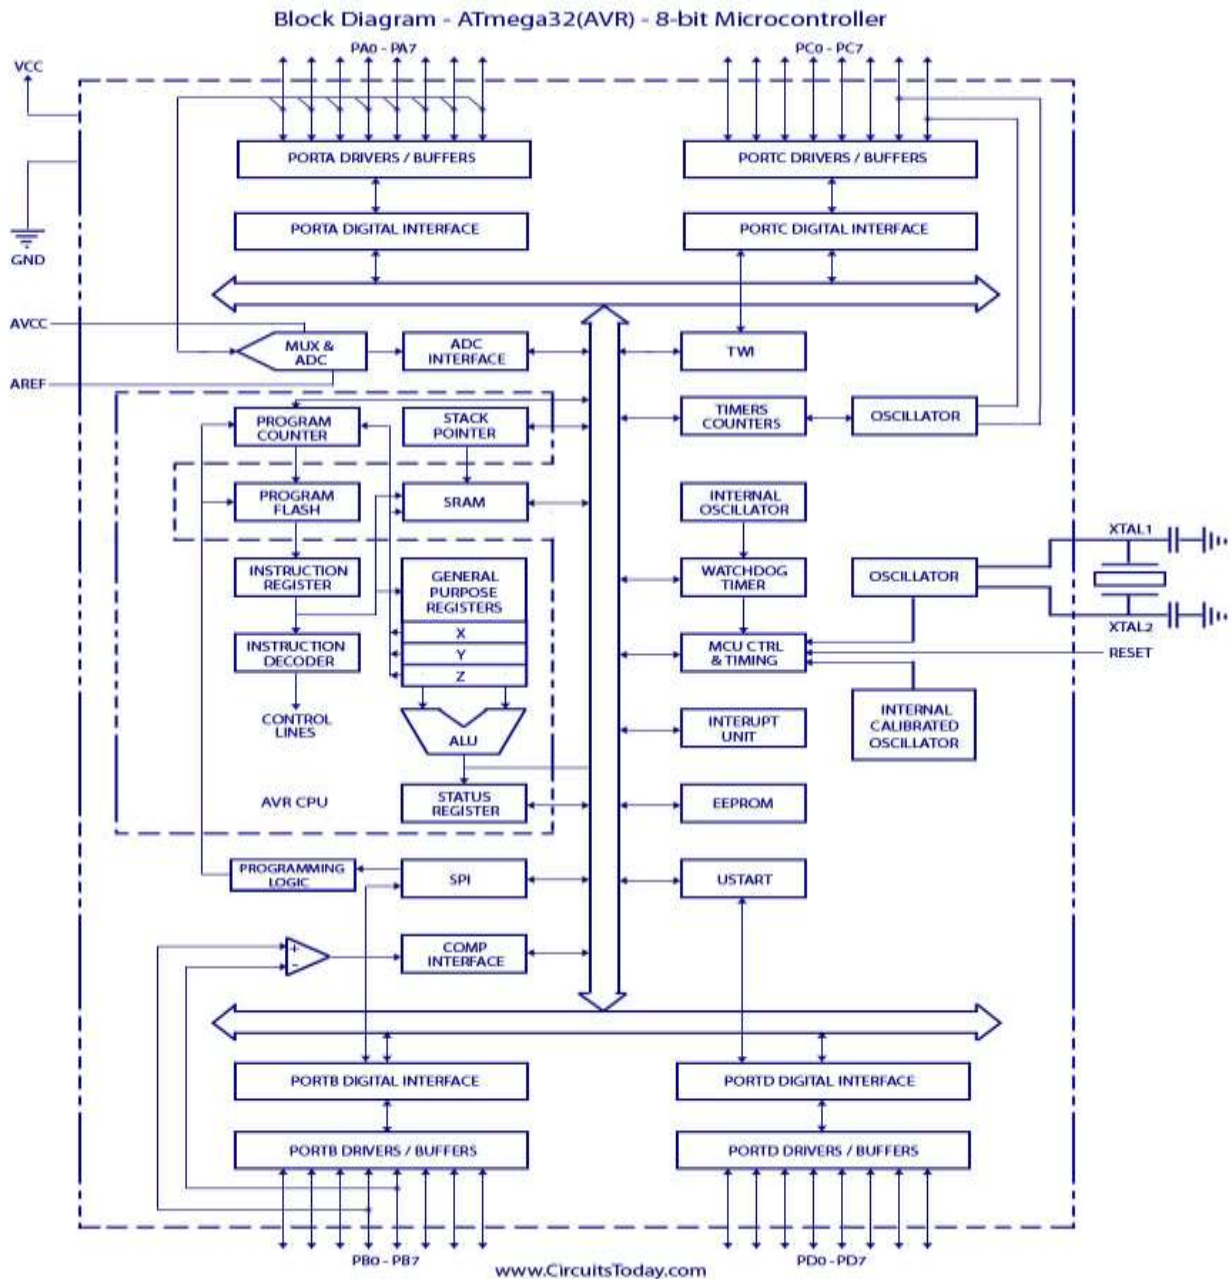 Block Diagram - ATmega32(AVR) - 8-bit Microcontroller
PA0 - PA7
PC0 - PC7
VCC
PORTA DRIVERS / BUFFERS
PORTC DRIVERS / BUFFERS
PORTA DIGITAL INTERFACE
PORTC DIGITAL INTERFACE
GND
AVCC
MUX &
ADC
ADC
INTERFACE
TWI
AREF
PROGRAM
COUNTER
STACK
POINTER
TIMERS
COUNTERS
OSCILLATOR
PROGRAM
FLASH
SRAM
INTERNAL
OSCILLATOR
XTAL1
INSTRUCTION
REGISTER
GENERAL
PURPOSE
REGISTERS
X
Y
Z
WATCHDOG
TIMER
OSCILLATOR
XTAL2
INSTRUCTION
DECODER
MCU CTRL
& TIMING
RESET
CONTROL
LINES
ALU
INTERUPT
UNIT
INTERNAL
CALIBRATED
OSCILLATOR
AVR CPU
STATUS
REGISTER
EEPROM
PROGRAMMING
LOGIC
SPI
USTART
+
-
COMP
INTERFACE
PORTB DIGITAL INTERFACE
PORTD DIGITAL INTERFACE
PORTB DRIVERS / BUFFERS
PORTD DRIVERS / BUFFERS
PB0 - PB7
PD0 - PD7
www.CircuitsToday.com